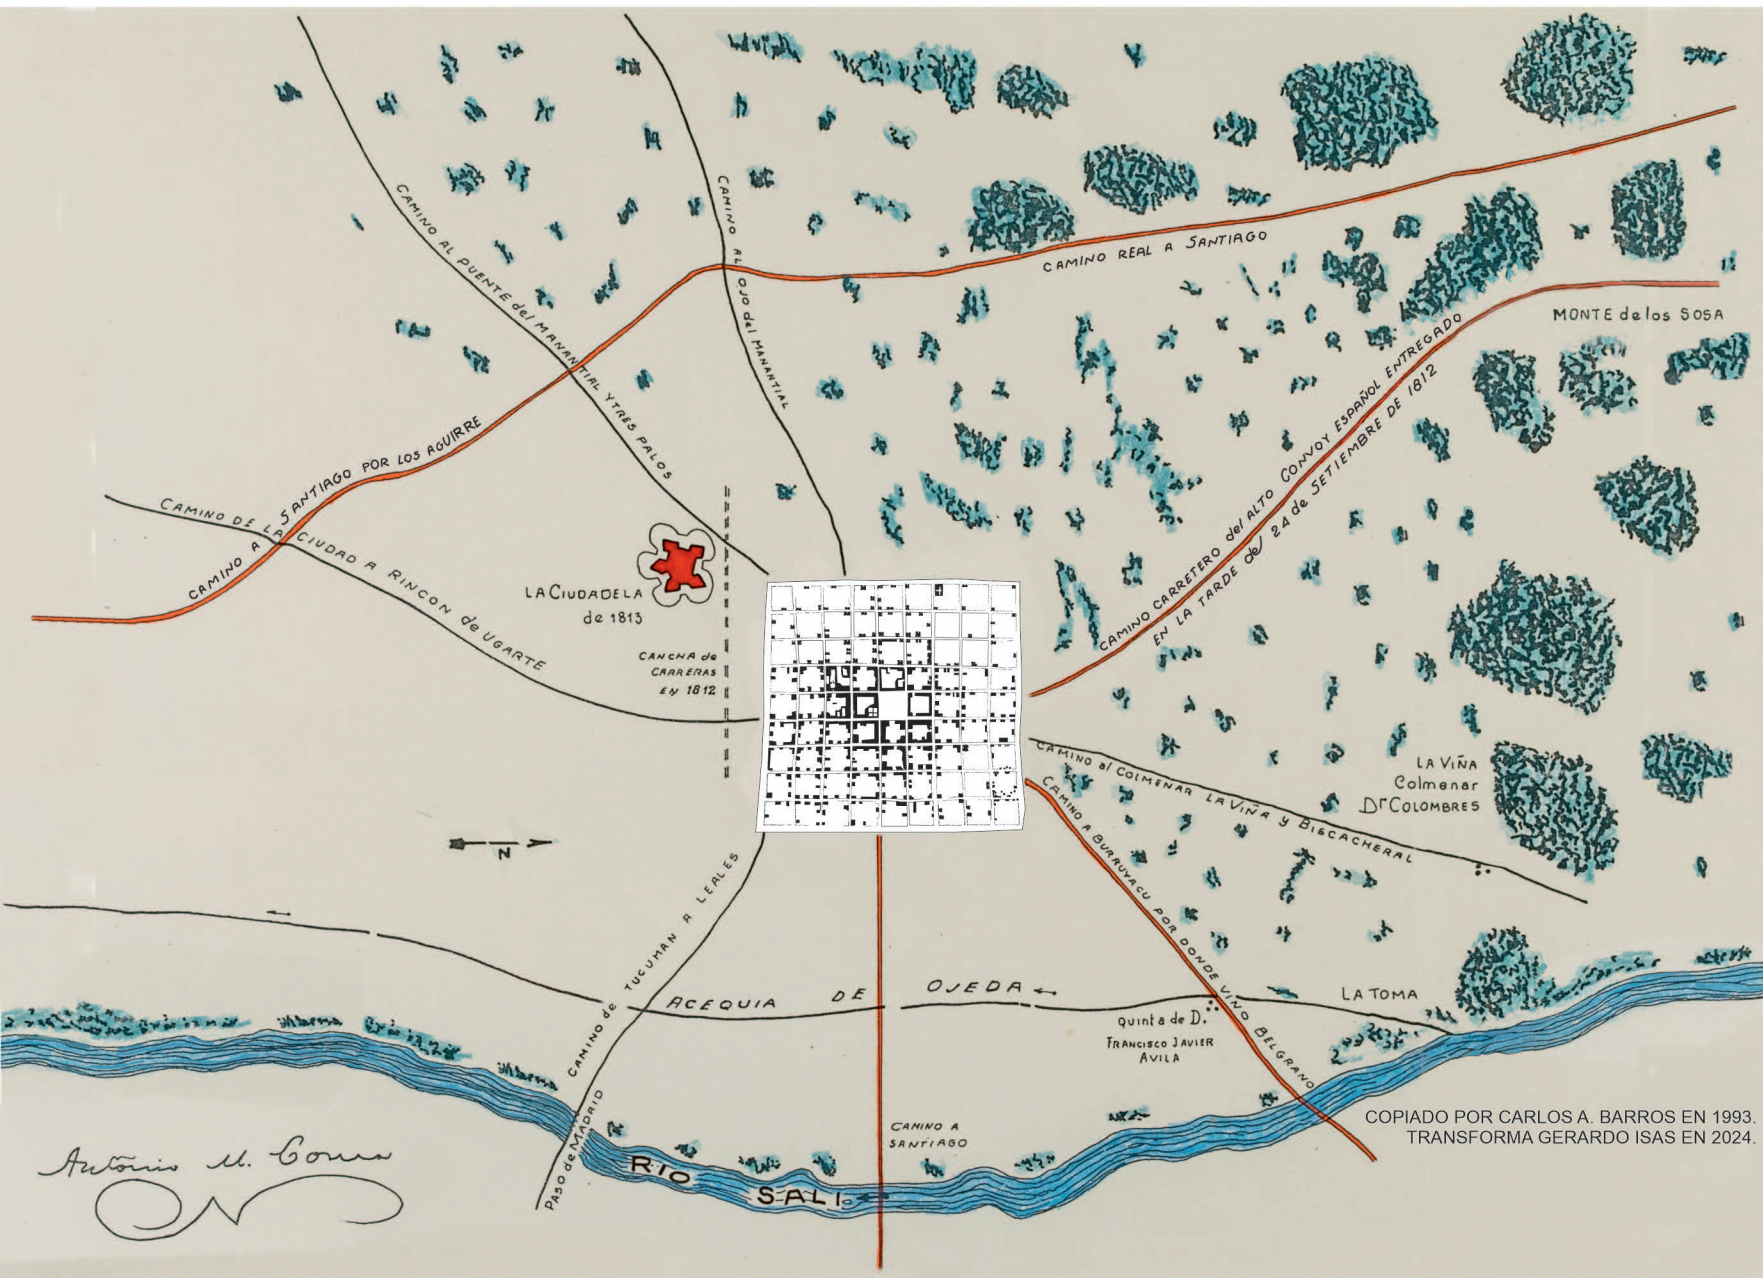 CAMINO AL PUENTE del MANANTIAL Y TRES PALOS
CAMINO AL OJO del MANANTIAL
CAMINO REAL A SANTIAGO
MONTE de los SOSA
CAMINO CARRETERO del ALTO CONVOY ESPAÑOL ENTREGADO
EN LA TARDE del 24 de SETIEMBRE DE 1812
CAMINO A SANTIAGO POR LOS AGUIRRE
CAMINO DE LA CIUDAD A RINCON de UGARTE
LA CIUDADELA
de 1813
CANCHA de
CARRERAS
EN 1812
N
CAMINO al COLMENAR LA VIÑA Y BISCACHERAL
LA VIÑA
Colmenar
Dr COLOMBRES
CAMINO A BURRUYACU POR DONDE VINO BELGRANO
CAMINO de TUCUMAN A LEALES
ACEQUIA DE OJEDA
LA TOMA
quinta de D.
FRANCISCO JAVIER
AVILA
PASO de MADRID
CAMINO A
SANTIAGO
RIO SALI
COPIADO POR CARLOS A. BARROS EN 1993.
TRANSFORMA GERARDO ISAS EN 2024.